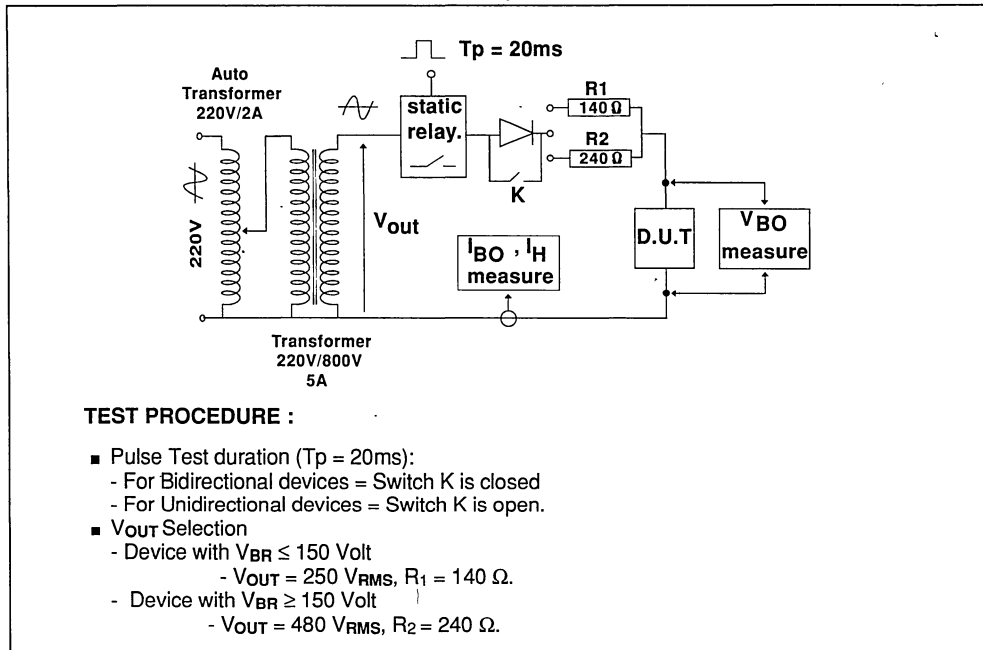 Tp = 20ms
Auto
Transformer
220V/2A
static
relay.
R1
140 Ω
R2
240 Ω
K
220V
Vout
IBO , IH
measure
D.U.T
VBO
measure
Transformer
220V/800V
5A
TEST PROCEDURE :
■ Pulse Test duration (Tp = 20ms):
- For Bidirectional devices = Switch K is closed
- For Unidirectional devices = Switch K is open.
■ VOUT Selection
- Device with VBR ≤ 150 Volt
- VOUT = 250 VRMS, R1 = 140 Ω.
- Device with VBR ≥ 150 Volt
- VOUT = 480 VRMS, R2 = 240 Ω.